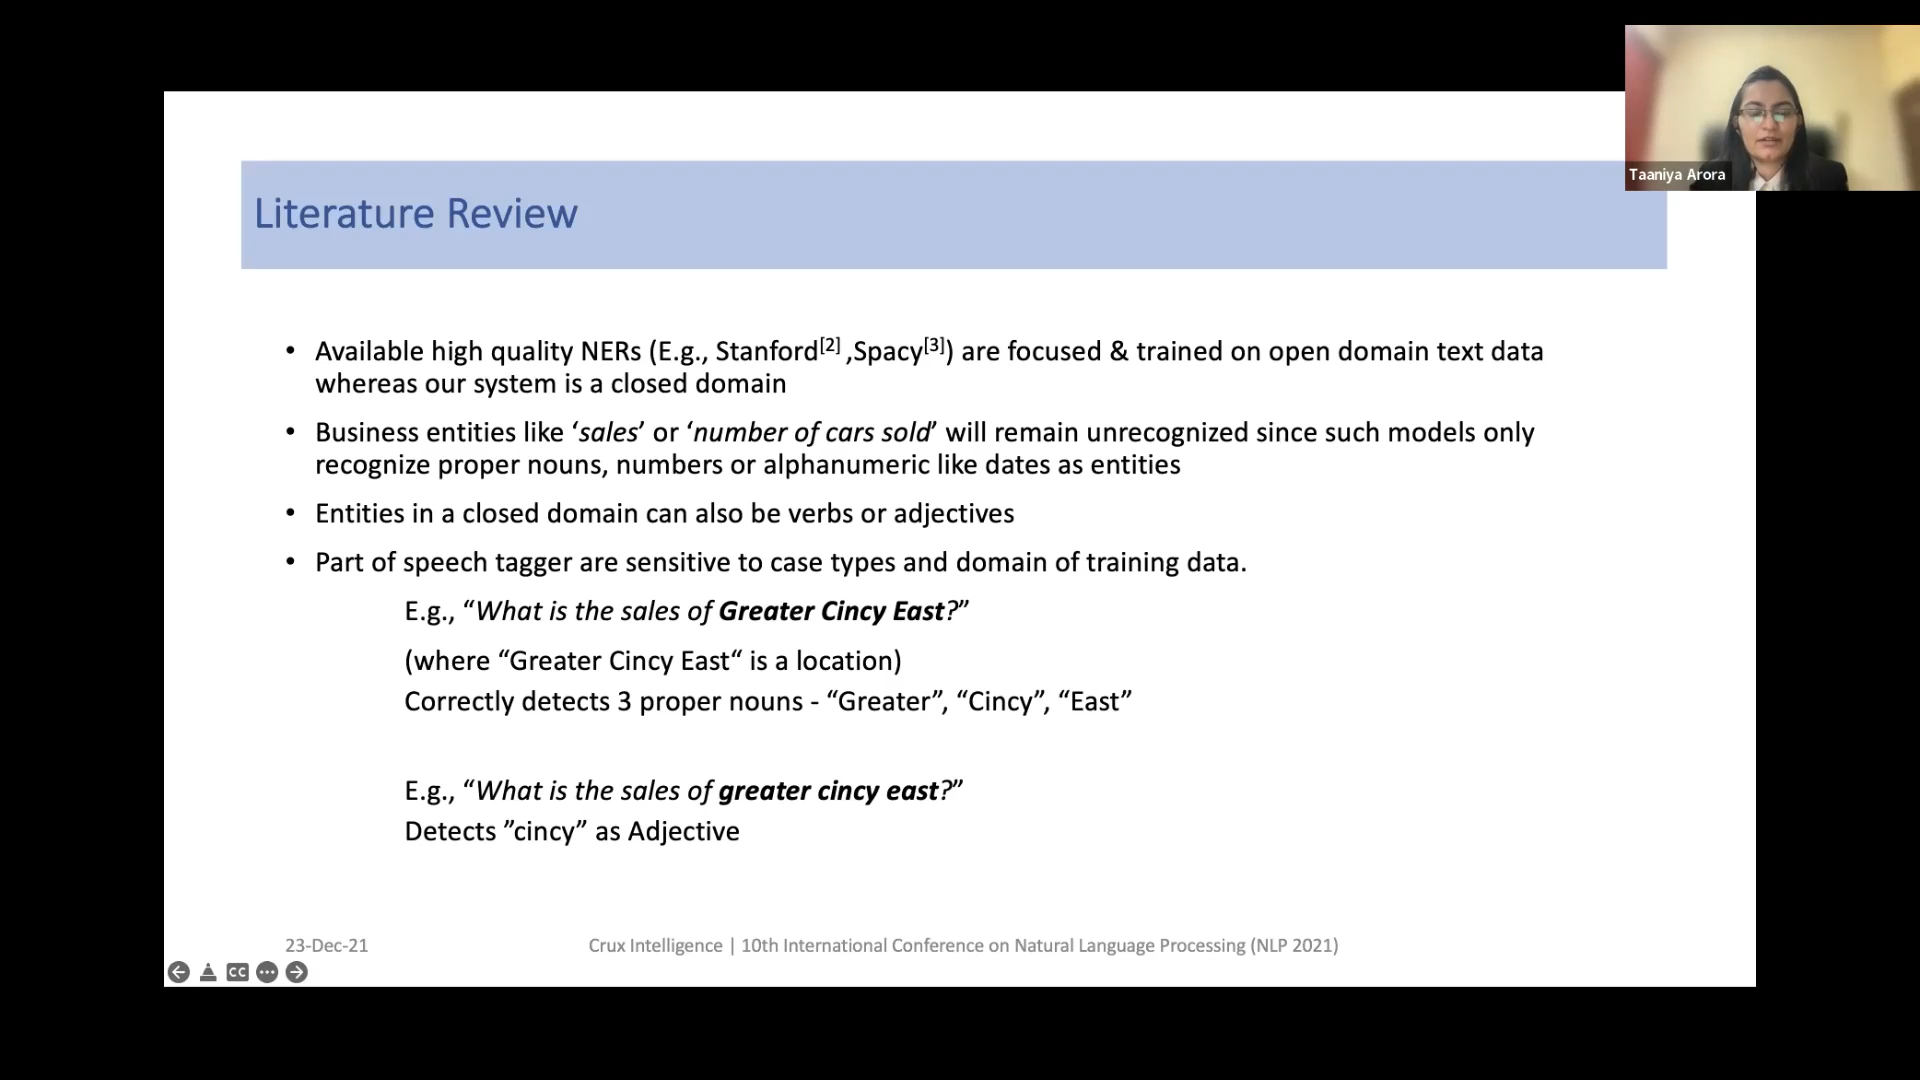 Taaniya Arora
Literature Review
• Available high quality NERs (E.g., Stanford[2] ,Spacy[3]) are focused & trained on open domain text data
whereas our system is a closed domain
• Business entities like ‘sales’ or ‘number of cars sold’ will remain unrecognized since such models only
recognize proper nouns, numbers or alphanumeric like dates as entities
• Entities in a closed domain can also be verbs or adjectives
• Part of speech tagger are sensitive to case types and domain of training data.
E.g., “What is the sales of Greater Cincy East?”
(where “Greater Cincy East“ is a location)
Correctly detects 3 proper nouns - “Greater”, “Cincy”, “East”
E.g., “What is the sales of greater cincy east?”
Detects ”cincy” as Adjective
23-Dec-21
Crux Intelligence | 10th International Conference on Natural Language Processing (NLP 2021)
CC